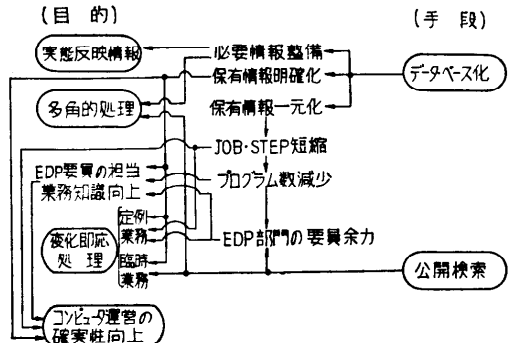 (目的)
(手段)
実態反映情報
必要情報整備
保有情報明確化
データベース化
多角的処理
保有情報一元化
JOB・STEP短縮
EDP要員の担当
業務知識向上
プログラム数減少
変化即応
処理
定例
業務
臨時
業務
EDP部門の要員余力
公開検索
コンピュータ運営の
確実性向上